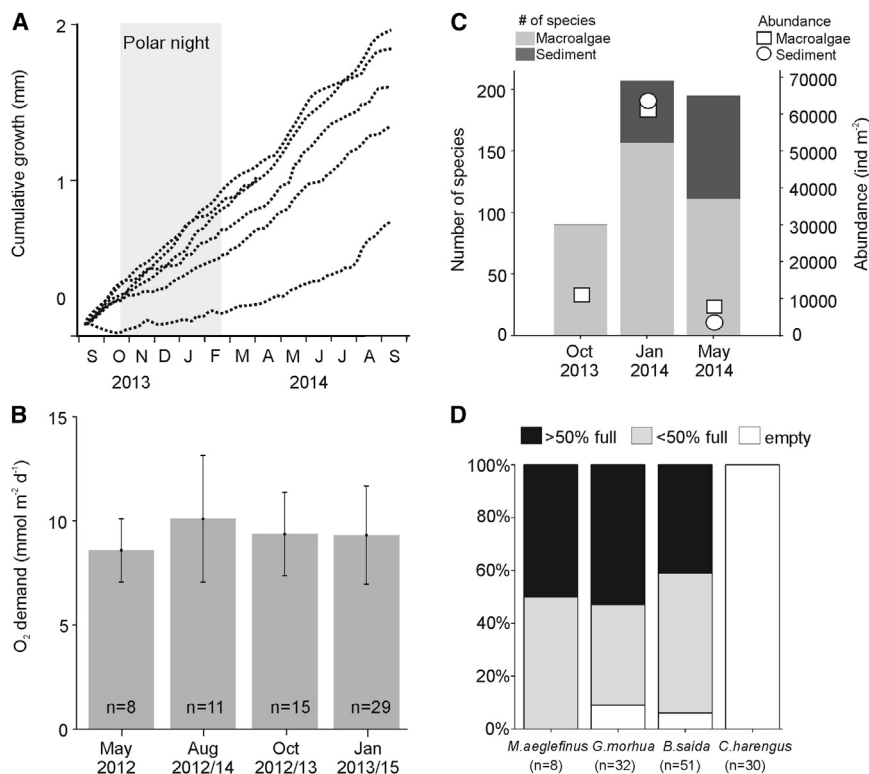 A
2
Polar night
Cumulative growth (mm)
1
0
S O N D J F M A M J J A S
2013 2014
B
15
10
5
0
O₂ demand (mmol m⁻² d⁻¹)
n=8 n=11 n=15 n=29
May Aug Oct Jan
2012 2012/14 2012/13 2013/15
C
# of species Abundance
Macroalgae Macroalgae
Sediment Sediment
200
150
100
50
0
Number of species
70000
60000
50000
40000
30000
20000
10000
0
Abundance (ind m⁻²)
Oct Jan May
2013 2014 2014
D
>50% full <50% full empty
100%
80%
60%
40%
20%
0%
M.aeglefinus G.morhua B.saida C.harengus
(n=8) (n=32) (n=51) (n=30)